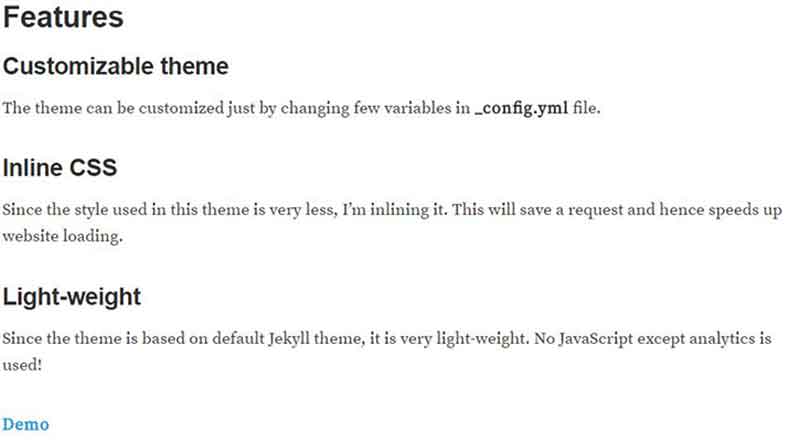 Features
Customizable theme
The theme can be customized just by changing few variables in _config.yml file.
Inline CSS
Since the style used in this theme is very less, I’m inlining it. This will save a request and hence speeds up
website loading.
Light-weight
Since the theme is based on default Jekyll theme, it is very light-weight. No JavaScript except analytics is
used!
Demo